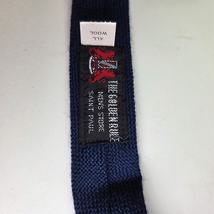 ALL
WOOL
THE GOLDEN RULE
MEN'S STORE
SAINT PAUL